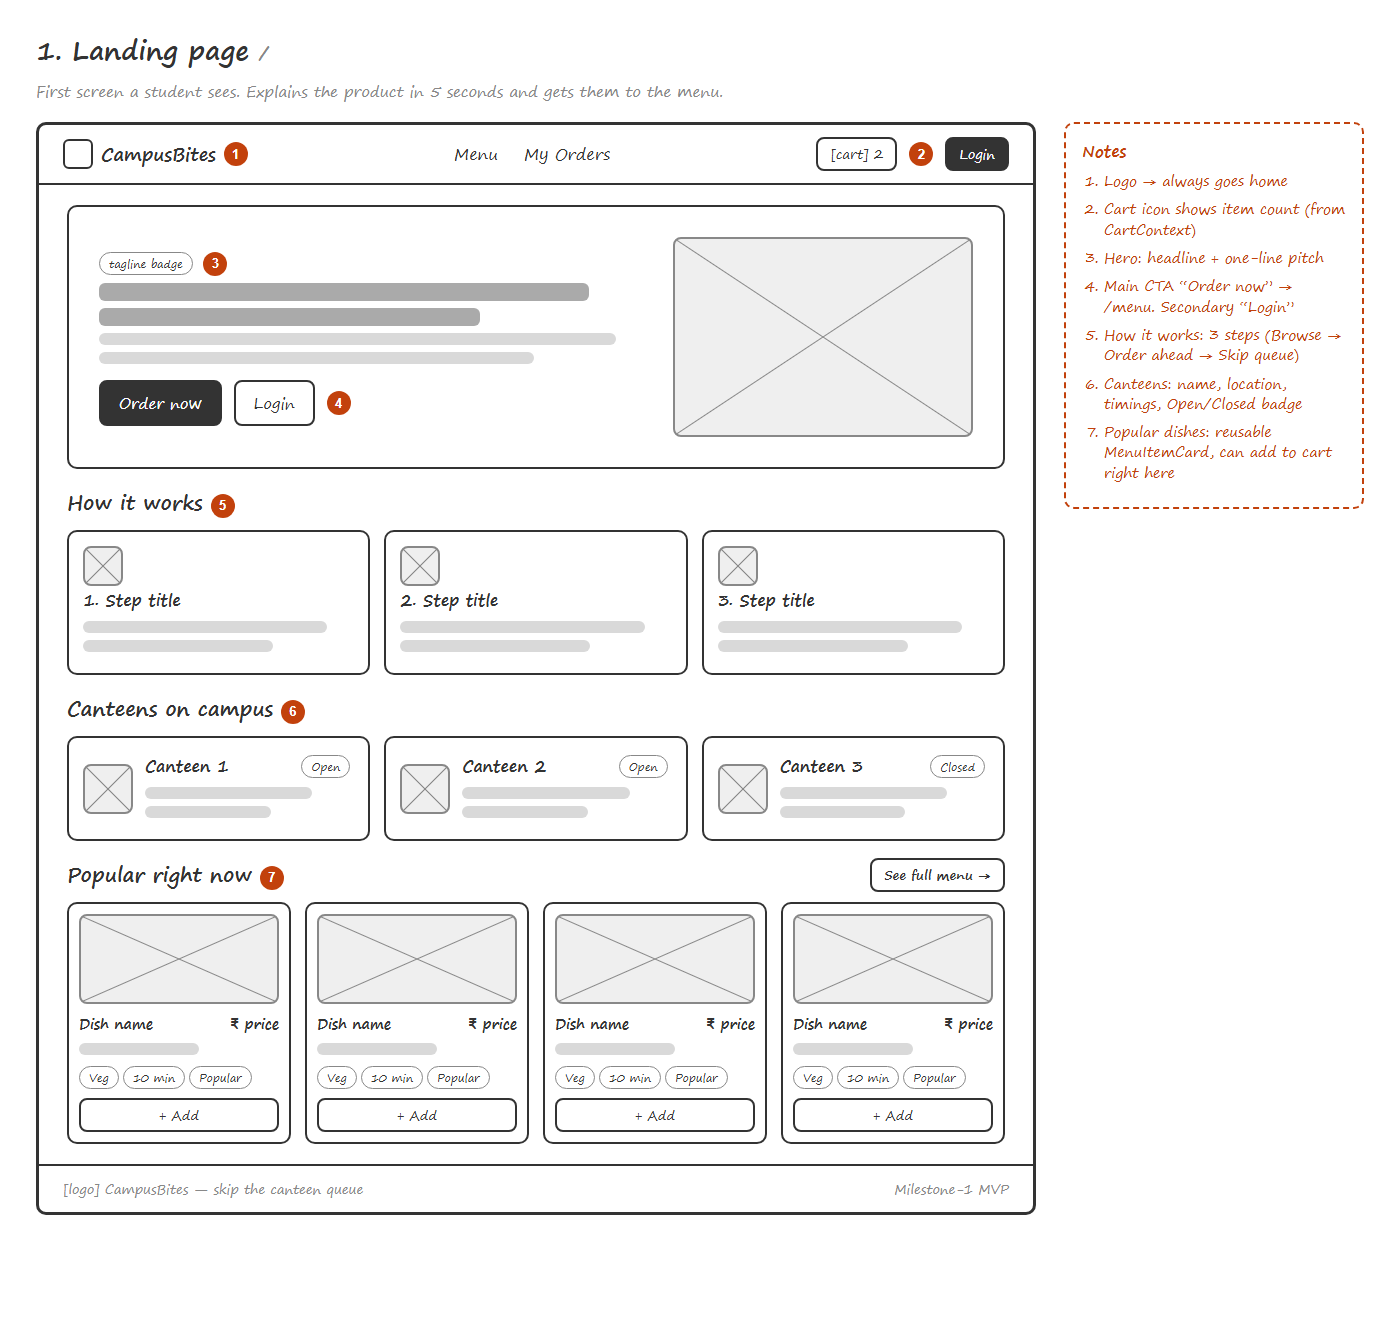 1. Landing page /
First screen a student sees. Explains the product in 5 seconds and gets them to the menu.
CampusBites 1
Menu My Orders
[cart] 2 2 Login
tagline badge 3
Order now Login 4
How it works 5
1. Step title
2. Step title
3. Step title
Canteens on campus 6
Canteen 1 Open
Canteen 2 Open
Canteen 3 Closed
Popular right now 7
See full menu →
Dish name ₹ price
Veg 10 min Popular
+ Add
Dish name ₹ price
Veg 10 min Popular
+ Add
Dish name ₹ price
Veg 10 min Popular
+ Add
Dish name ₹ price
Veg 10 min Popular
+ Add
[logo] CampusBites — skip the canteen queue
Milestone-1 MVP
Notes
1. Logo → always goes home
2. Cart icon shows item count (from
CartContext)
3. Hero: headline + one-line pitch
4. Main CTA “Order now” →
/menu. Secondary “Login”
5. How it works: 3 steps (Browse →
Order ahead → Skip queue)
6. Canteens: name, location,
timings, Open/Closed badge
7. Popular dishes: reusable
MenuItemCard, can add to cart
right here